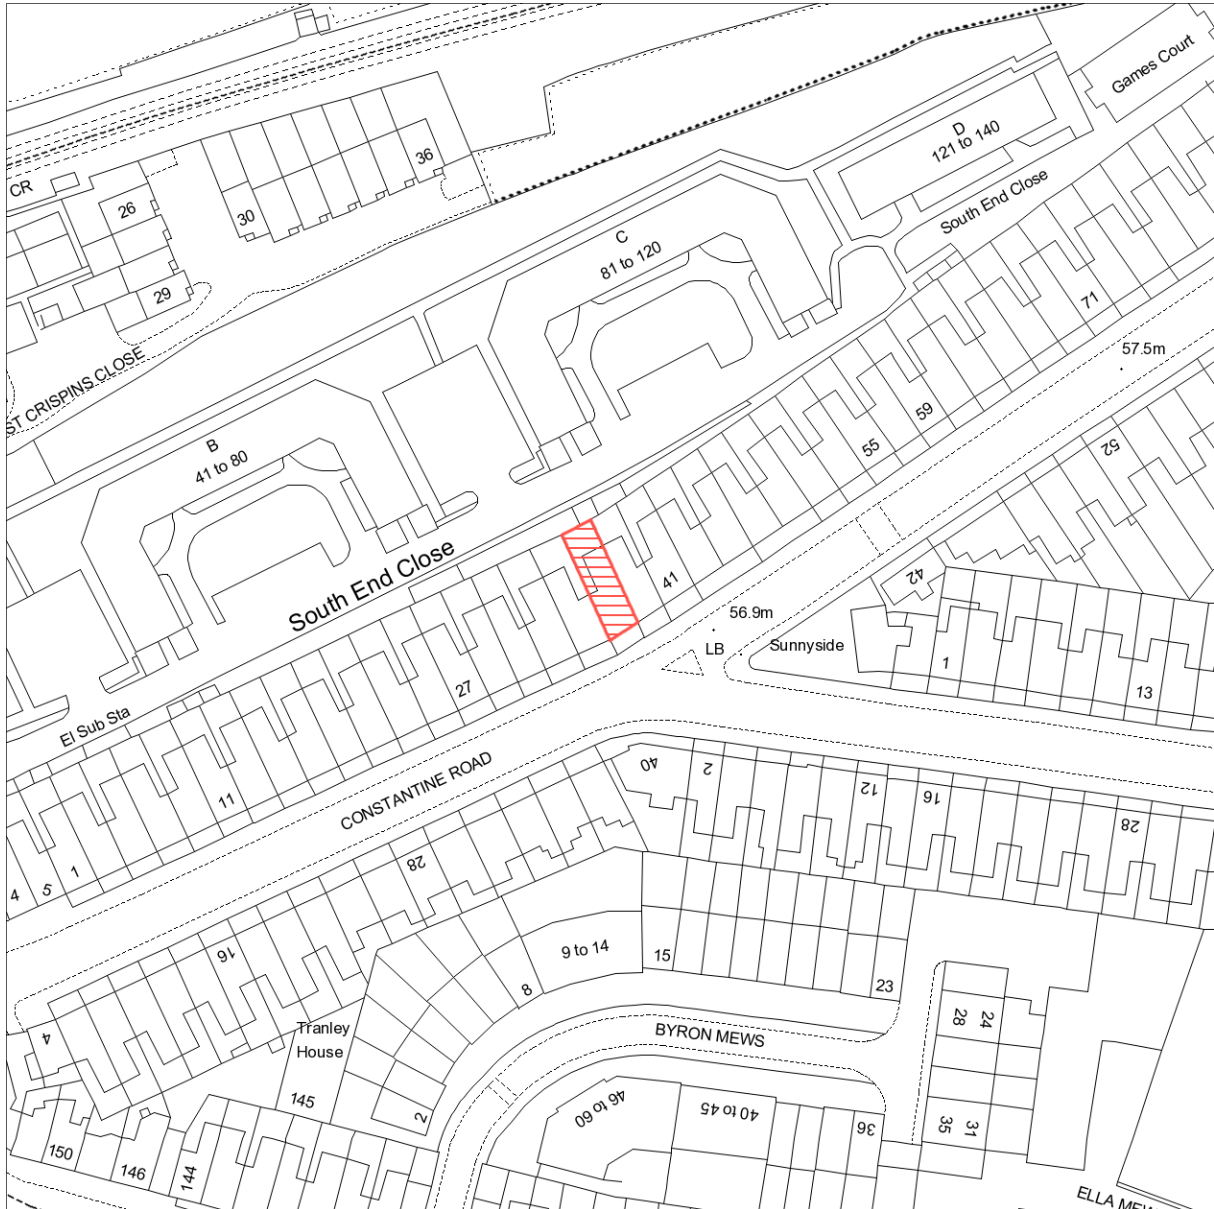 Games Court
D
121 to 140
36
CR
26
30
South End Close
C
81 to 120
29
71
57.5m
ST CRISPINS CLOSE
59
B
41 to 80
55
52
South End Close
41
42
56.9m
LB
Sunnyside
1
27
13
El Sub Sta
40
2
11
CONSTANTINE ROAD
12
16
28
28
4
5
1
16
9 to 14
15
8
23
4
Tranley
House
BYRON MEWS
28
24
145
2
46 to 60
40 to 45
36
35
31
150
146
144
ELLA MEW